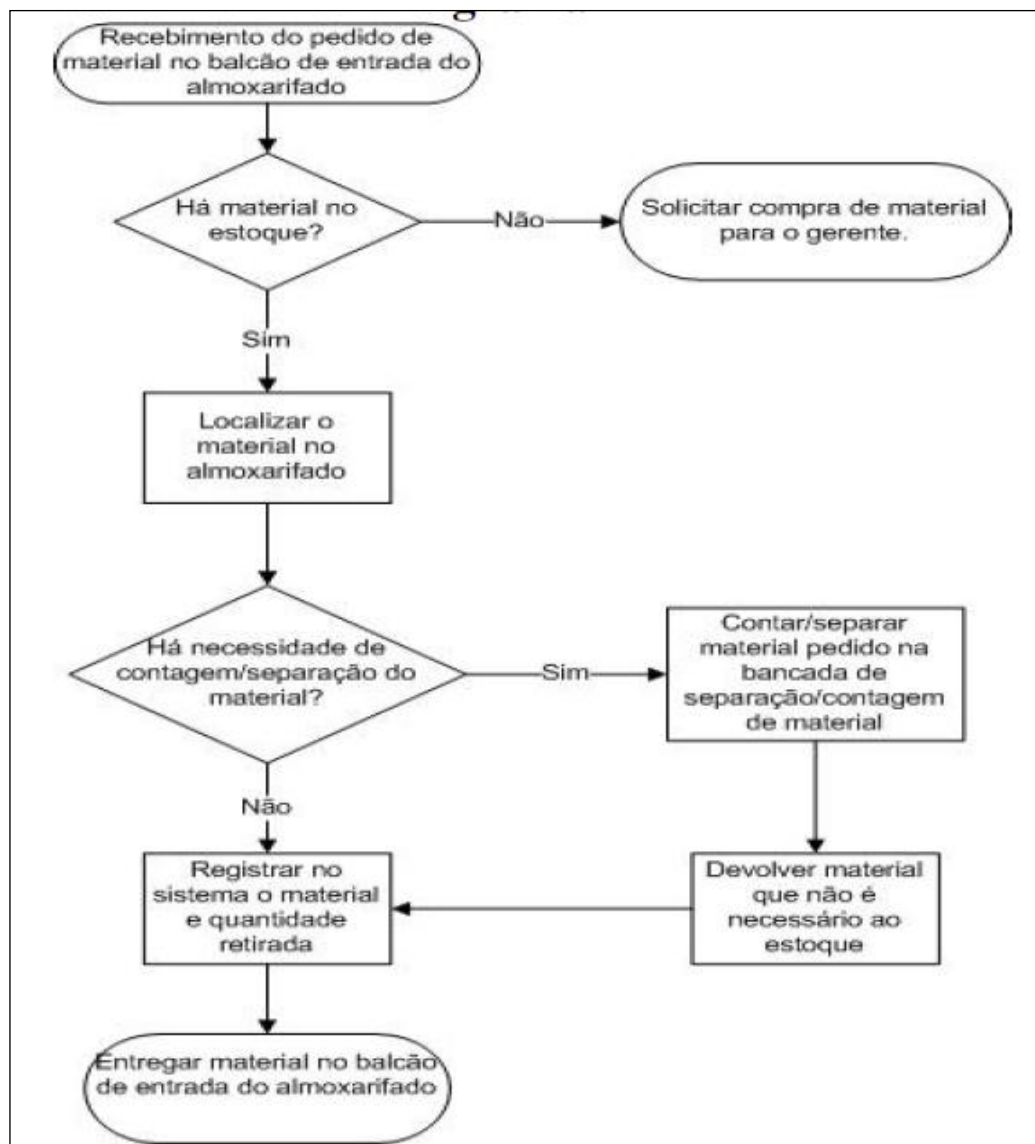 Recebimento do pedido de
material no balcão de entrada do
almoxarifado
Há material no
estoque?
Não
Solicitar compra de material
para o gerente.
Sim
Localizar o
material no
almoxarifado
Há necessidade de
contagem/separação do
material?
Sim
Contar/separar
material pedido na
bancada de
separação/contagem
de material
Não
Registrar no
sistema o material
e quantidade
retirada
Devolver material
que não é
necessário ao
estoque
Entregar material no balcão
de entrada do almoxarifado